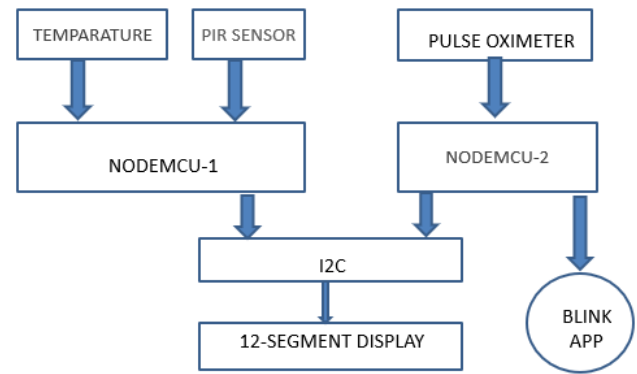 TEMPARATURE
PIR SENSOR
PULSE OXIMETER
NODEMCU-1
NODEMCU-2
I2C
12-SEGMENT DISPLAY
BLINK
APP